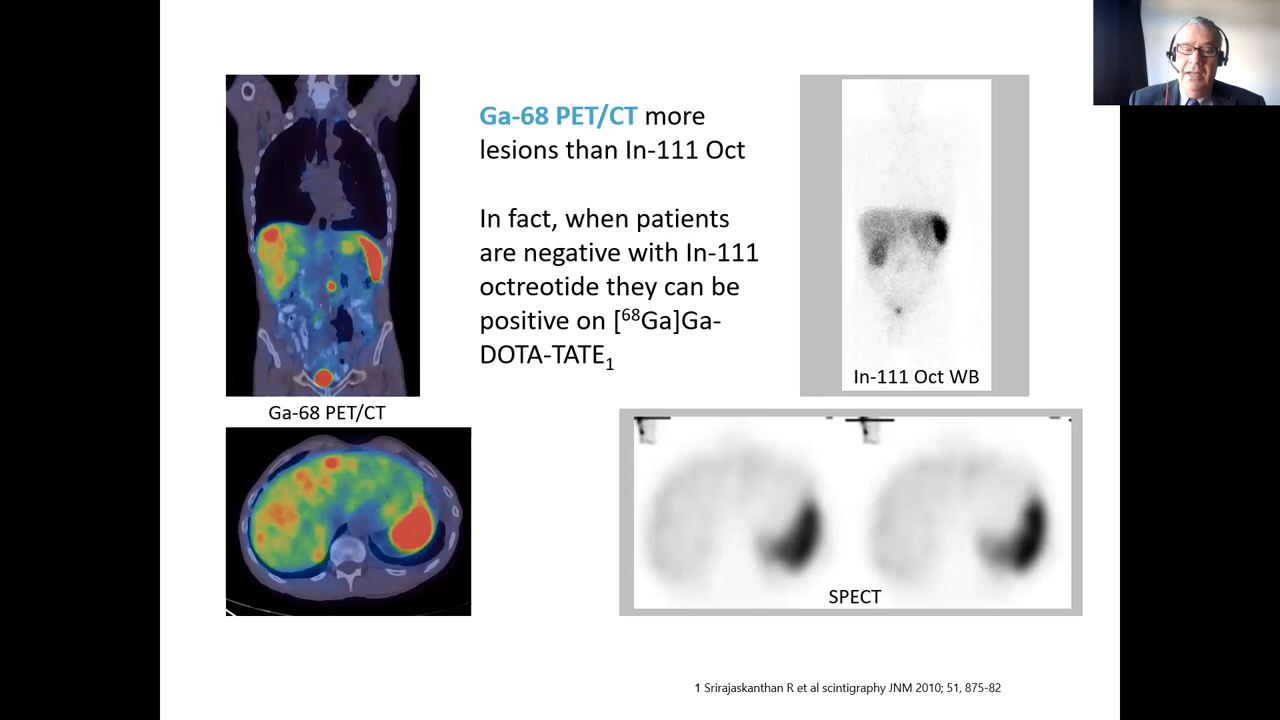 Ga-68 PET/CT more
lesions than In-111 Oct
In fact, when patients
are negative with In-111
octreotide they can be
positive on [⁶⁸Ga]Ga-
DOTA-TATE₁
In-111 Oct WB
Ga-68 PET/CT
SPECT
1 Srirajaskanthan R et al scintigraphy JNM 2010; 51, 875-82